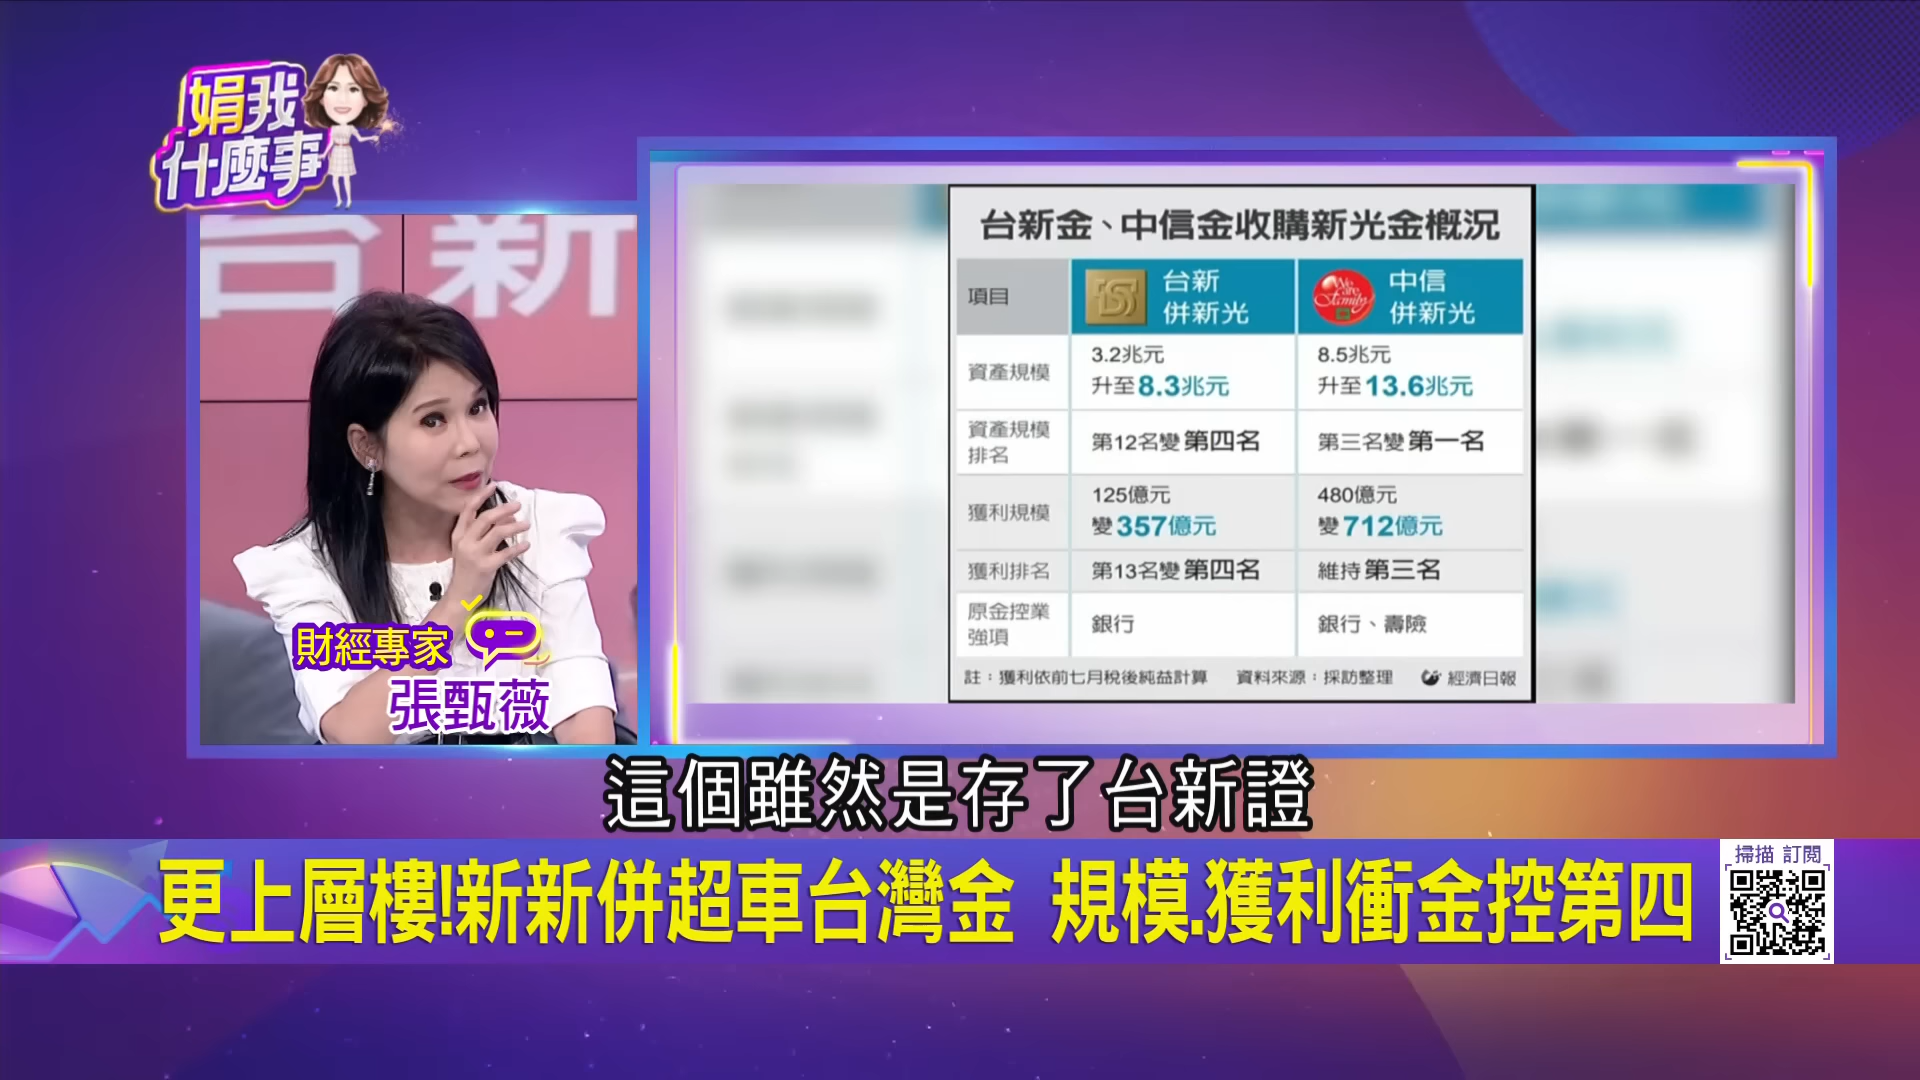 娟我
什麼事
台新
台新金、中信金收購新光金概況
項目
台新
併新光
We
are
Family
中信
併新光
資產規模
3.2兆元
升至8.3兆元
8.5兆元
升至13.6兆元
資產規模
排名
第12名變 第四名
第三名變 第一名
獲利規模
125億元
變357億元
480億元
變712億元
獲利排名
第13名變 第四名
維持 第三名
原金控業
強項
銀行
銀行、壽險
註：獲利依前七月稅後純益計算
資料來源：採訪整理
經濟日報
財經專家
張甄薇
這個雖然是存了台新證
更上層樓!新新併超車台灣金 規模.獲利衝金控第四
掃描 訂閱